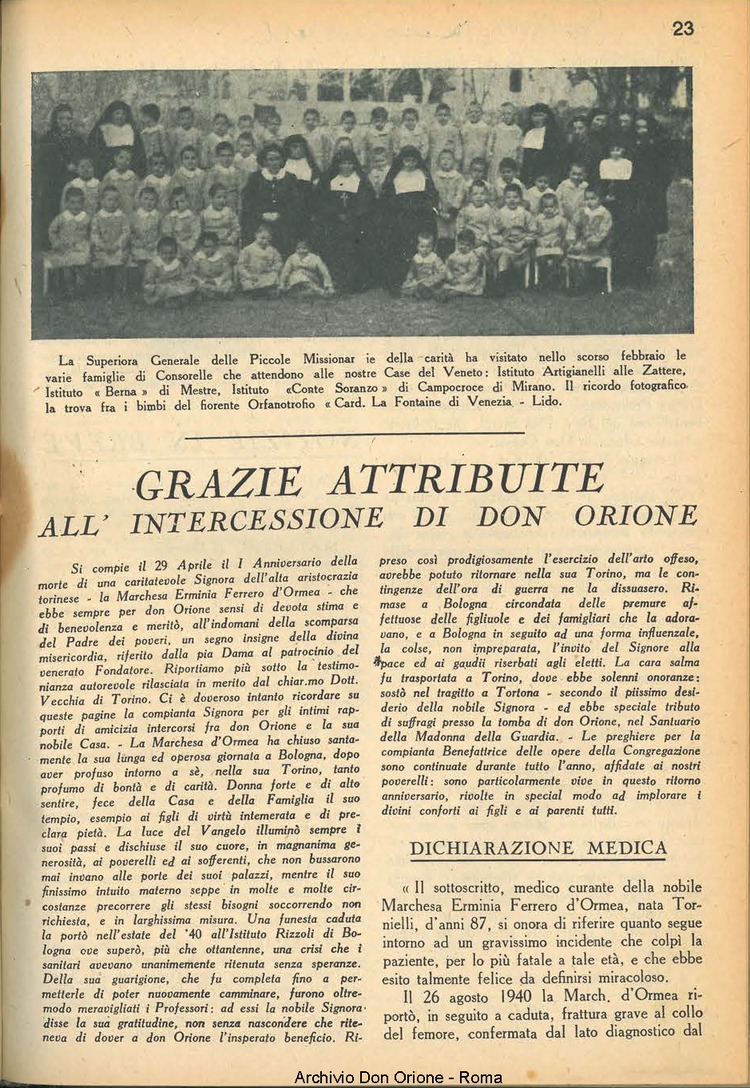 23
La Superiora Generale delle Piccole Missionar ie della carità ha visitato nello scorso febbraio le
varie famiglie di Consorelle che attendono alle nostre Case del Veneto: Istituto Artigianelli alle Zattere,
Istituto « Berna » di Mestre, Istituto «Conte Soranzo » di Campocroce di Mirano. Il ricordo fotografico
la trova fra i bimbi del fiorente Orfanotrofio « Card. La Fontaine di Venezia - Lido.
GRAZIE ATTRIBUITE
ALL' INTERCESSIONE DI DON ORIONE
Si compie il 29 Aprile il I Anniversario della
morte di una caritatevole Signora dell'alta aristocrazia
torinese - la Marchesa Erminia Ferrero d'Ormea - che
ebbe sempre per don Orione sensi di devota stima e
di benevolenza e meritò, all'indomani della scomparsa
del Padre dei poveri, un segno insigne della divina
misericordia, riferito dalla pia Dama al patrocinio del
venerato Fondatore. Riportiamo più sotto la testimo-
nianza autorevole rilasciata in merito dal chiar.mo Dott.
Vecchia di Torino. Ci è doveroso intanto ricordare su
queste pagine la compianta Signora per gli intimi rap-
porti di amicizia intercorsi fra don Orione e la sua
nobile Casa. - La Marchesa d'Ormea ha chiuso santa-
mente la sua lunga ed operosa giornata a Bologna, dopo
aver profuso intorno a sè, nella sua Torino, tanto
profumo di bontà e di carità. Donna forte e di alto
sentire, fece della Casa e della Famiglia il suo
tempio, esempio ai figli di virtù intemerata e di pre-
clara pietà. La luce del Vangelo illuminò sempre i
suoi passi e dischiuse il suo cuore, in magnanima ge-
nerosità, ai poverelli ed ai sofferenti, che non bussarono
mai invano alle porte dei suoi palazzi, mentre il suo
finissimo intuito materno seppe in molte e molte cir-
costanze precorrere gli stessi bisogni soccorrendo non
richiesta, e in larghissima misura. Una funesta caduta
la portò nell'estate del '40 all'Istituto Rizzoli di Bo-
logna ove superò, più che ottantenne, una crisi che i
sanitari avevano unanimemente ritenuta senza speranze.
Della sua guarigione, che fu completa fino a per-
metterle di poter nuovamente camminare, furono oltre-
modo meravigliati i Professori: ad essi la nobile Signora
disse la sua gratitudine, non senza nascondere che rite-
neva di dover a don Orione l'insperato beneficio. Ri-
preso così prodigiosamente l'esercizio dell'arto offeso,
avrebbe potuto ritornare nella sua Torino, ma le con-
tingenze dell'ora di guerra ne la dissuasero. Ri-
mase a Bologna circondata delle premure af-
fettuose delle figliuole e dei famigliari che la adora-
vano, e a Bologna in seguito ad una forma influenzale,
la colse, non impreparata, l'invito del Signore alla
pace ed ai gaudii riserbati agli eletti. La cara salma
fu trasportata a Torino, dove ebbe solenni onoranze:
sostò nel tragitto a Tortona - secondo il piissimo desi-
derio della nobile Signora - ed ebbe speciale tributo
di suffragi presso la tomba di don Orione, nel Santuario
della Madonna della Guardia. - Le preghiere per la
compianta Benefattrice delle opere della Congregazione
sono continuate durante tutto l'anno, affidate ai nostri
poverelli: sono particolarmente vive in questo ritorno
anniversario, rivolte in special modo ad implorare i
divini conforti ai figli e ai parenti tutti.
DICHIARAZIONE MEDICA
« Il sottoscritto, medico curante della nobile
Marchesa Erminia Ferrero d'Ormea, nata Tor-
nielli, d'anni 87, si onora di riferire quanto segue
intorno ad un gravissimo incidente che colpì la
paziente, per lo più fatale a tale età, e che ebbe
esito talmente felice da definirsi miracoloso.
Il 26 agosto 1940 la March. d'Ormea ri-
portò, in seguito a caduta, frattura grave al collo
del femore, confermata dal lato diagnostico dal
Archivio Don Orione - Roma